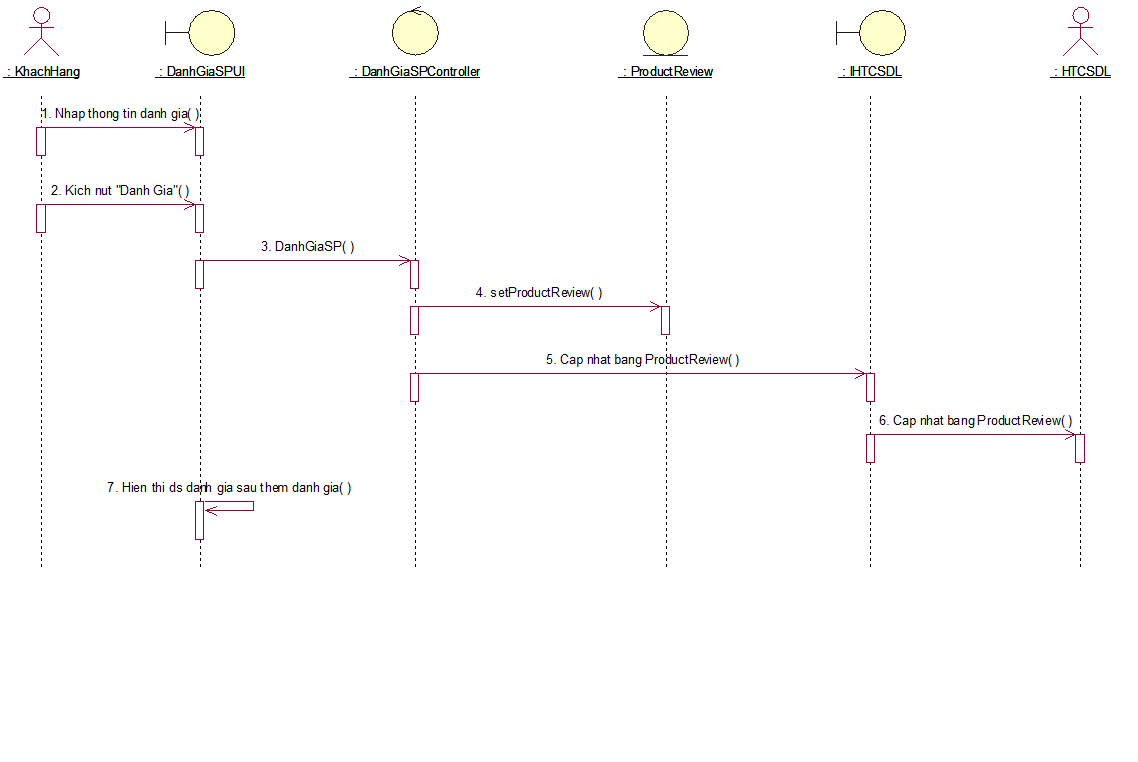 : KhachHang
: DanhGiaSPUI
: DanhGiaSPController
: ProductReview
: IHTCSDL
: HTCSDL
1. Nhap thong tin danh gia( )
2. Kich nut "Danh Gia"( )
3. DanhGiaSP( )
4. setProductReview( )
5. Cap nhat bang ProductReview( )
6. Cap nhat bang ProductReview( )
7. Hien thi ds danh gia sau them danh gia( )